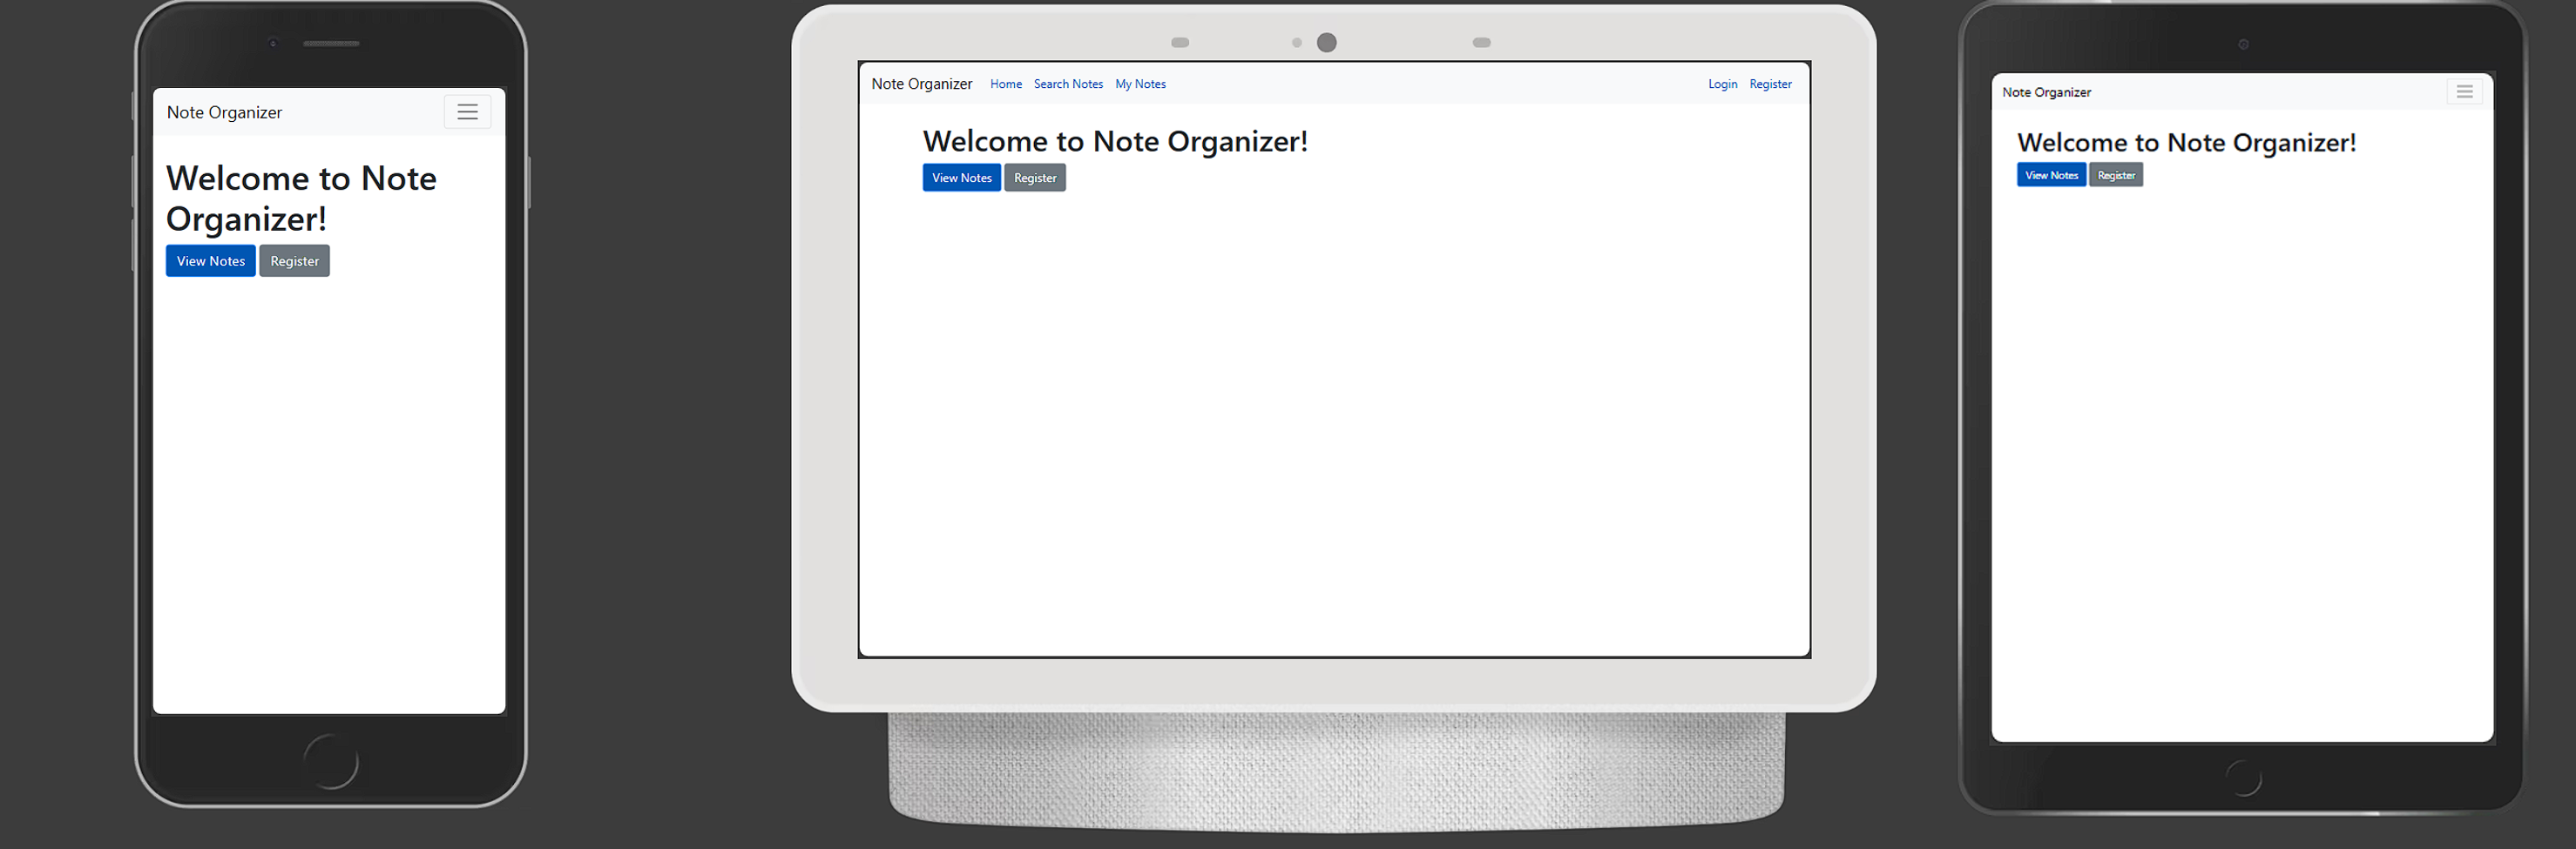 Note Organizer
Welcome to Note
Organizer!
View Notes Register
Note Organizer Home Search Notes My Notes Login Register
Welcome to Note Organizer!
View Notes Register
Note Organizer
Welcome to Note Organizer!
View Notes Register